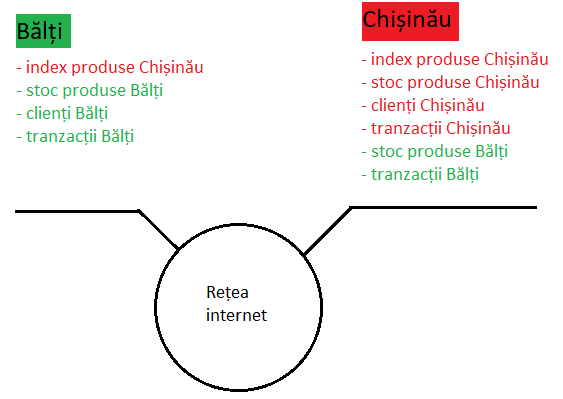 Bălți
- index produse Chișinău
- stoc produse Bălți
- clienți Bălți
- tranzacții Bălți
Chișinău
- index produse Chișinău
- stoc produse Chișinău
- clienți Chișinău
- tranzacții Chișinău
- stoc produse Bălți
- tranzacții Bălți
Rețea
internet